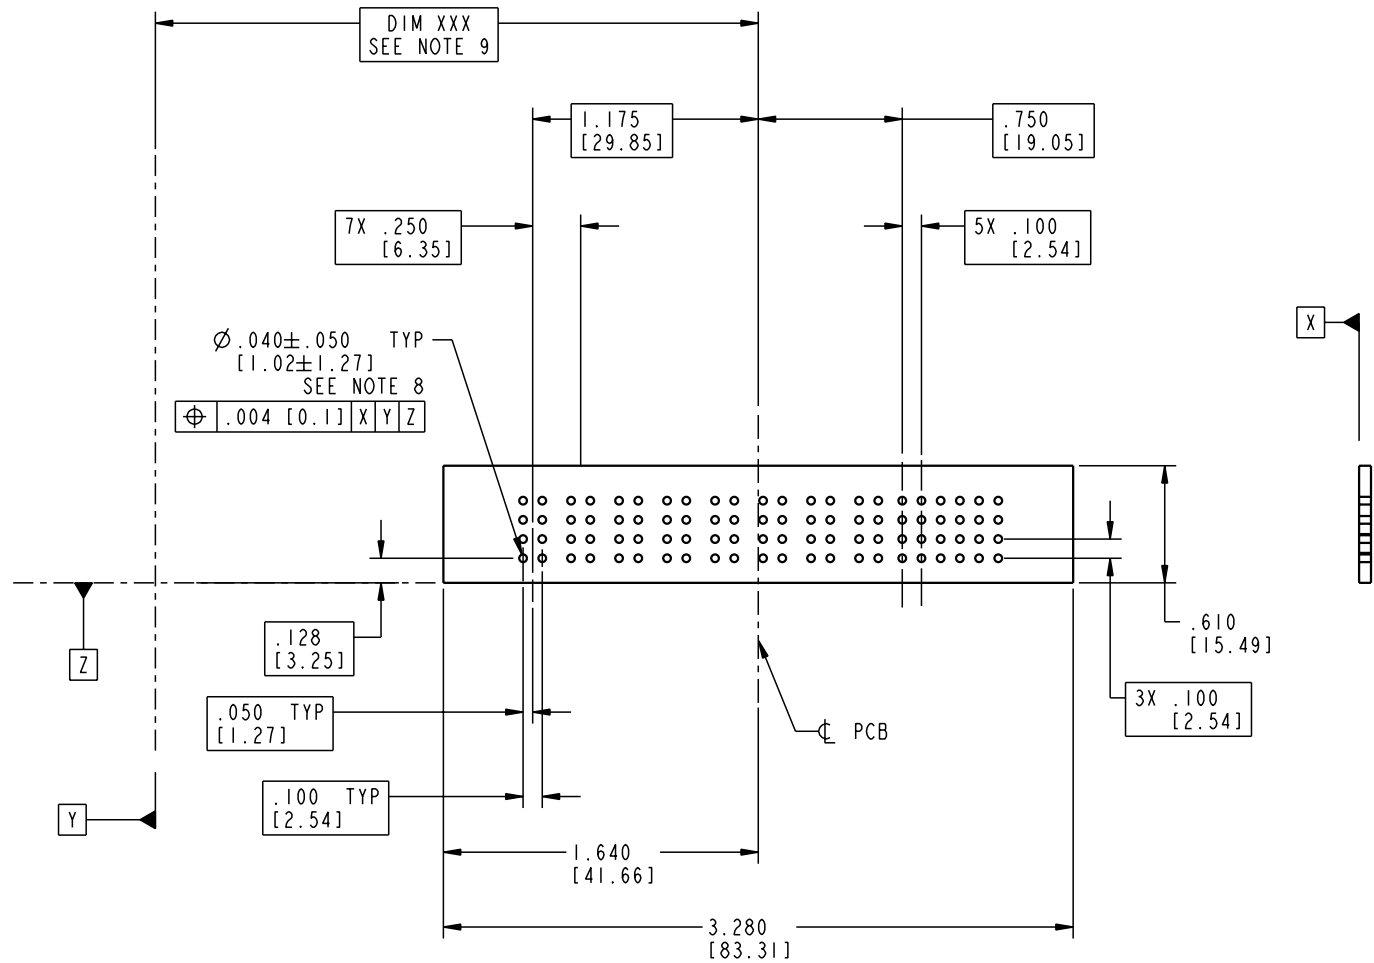 DIM XXX
SEE NOTE 9
1.175
[29.85]
.750
[19.05]
7X .250
[6.35]
5X .100
[2.54]
Ø .040±.050 TYP
[1.02±1.27]
SEE NOTE 8
⌖ .004 [0.1] X Y Z
X
.128
[3.25]
.610
[15.49]
Z
3X .100
[2.54]
.050 TYP
[1.27]
℄ PCB
.100 TYP
[2.54]
Y
1.640
[41.66]
3.280
[83.31]